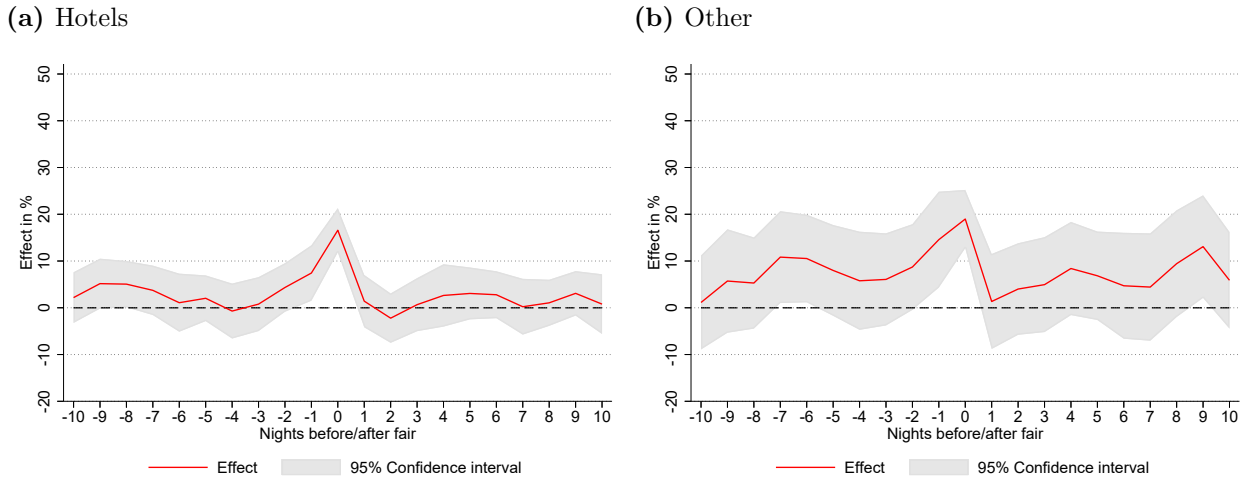 (a) Hotels
50
40
30
20
10
0
-10
-20
Effect in %
-10 -9 -8 -7 -6 -5 -4 -3 -2 -1 0 1 2 3 4 5 6 7 8 9 10
Nights before/after fair
Effect 95% Confidence interval
(b) Other
50
40
30
20
10
0
-10
-20
Effect in %
-10 -9 -8 -7 -6 -5 -4 -3 -2 -1 0 1 2 3 4 5 6 7 8 9 10
Nights before/after fair
Effect 95% Confidence interval